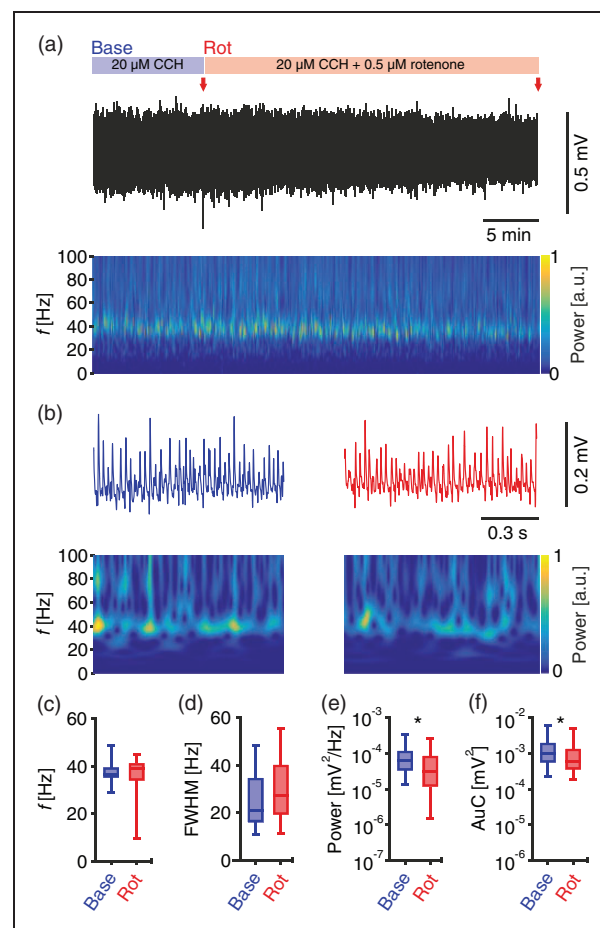 (a)
Base Rot
20 µM CCH 20 µM CCH + 0.5 µM rotenone
0.5 mV
5 min
100
80
60
40
20
0
f [Hz]
1
0
Power [a.u.]
(b)
0.2 mV
0.3 s
100
80
60
40
20
0
f [Hz]
1
0
Power [a.u.]
(c) (d) (e) (f)
60
40
20
0
f [Hz]
Base Rot
60
40
20
0
FWHM [Hz]
Base Rot
*
10⁻³
10⁻⁴
10⁻⁵
10⁻⁶
10⁻⁷
Power [mV²/Hz]
Base Rot
*
10⁻²
10⁻³
10⁻⁴
10⁻⁵
10⁻⁶
AuC [mV²]
Base Rot